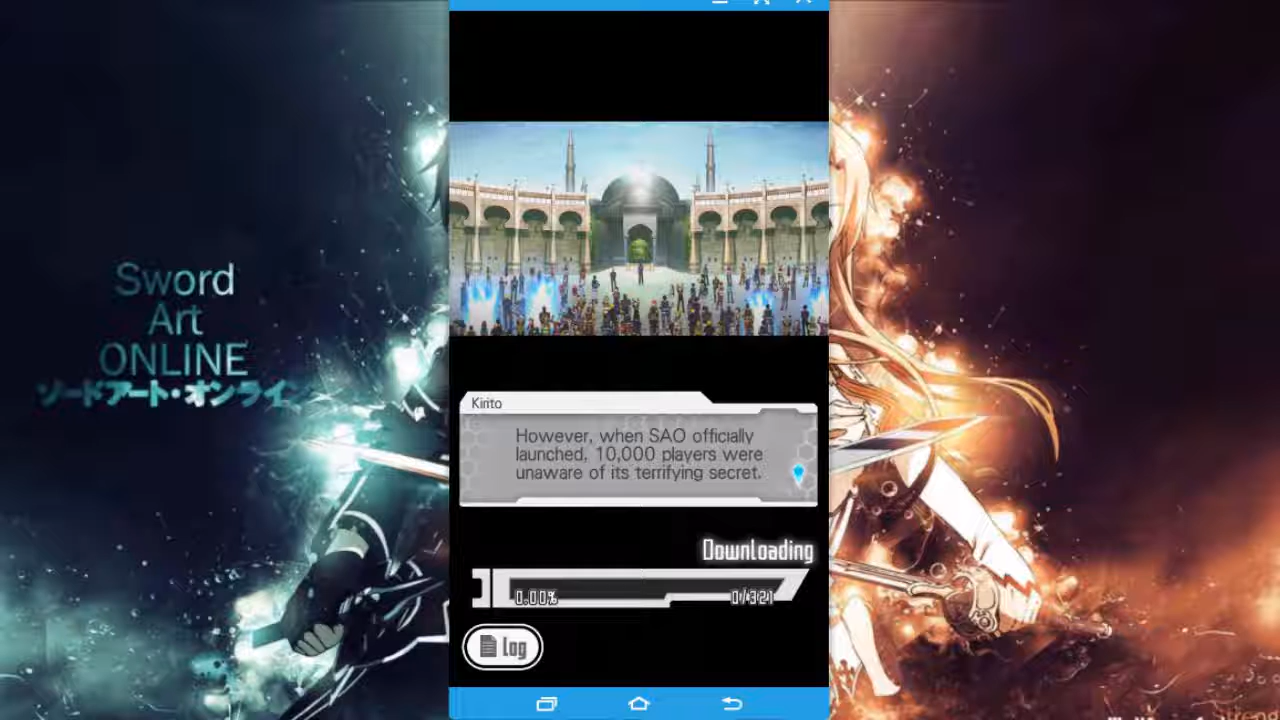 Sword
Art
ONLINE
ソードアート・オンライン
Kirito
However, when SAO officially
launched, 10,000 players were
unaware of its terrifying secret.
Downloading
0.00%
0/321
Log